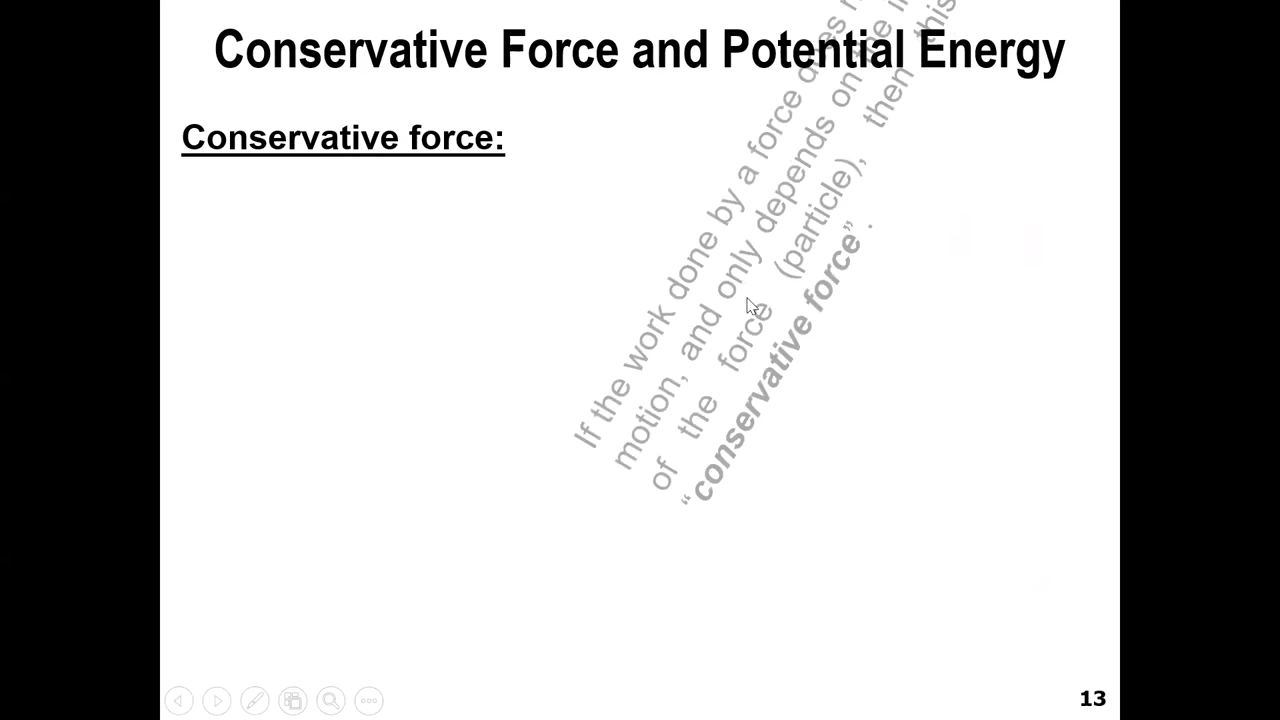 Conservative Force and Potential Energy
Conservative force:
If the work done by a force does
motion, and only depends on the
of the force (particle), then this
“conservative force”.
13